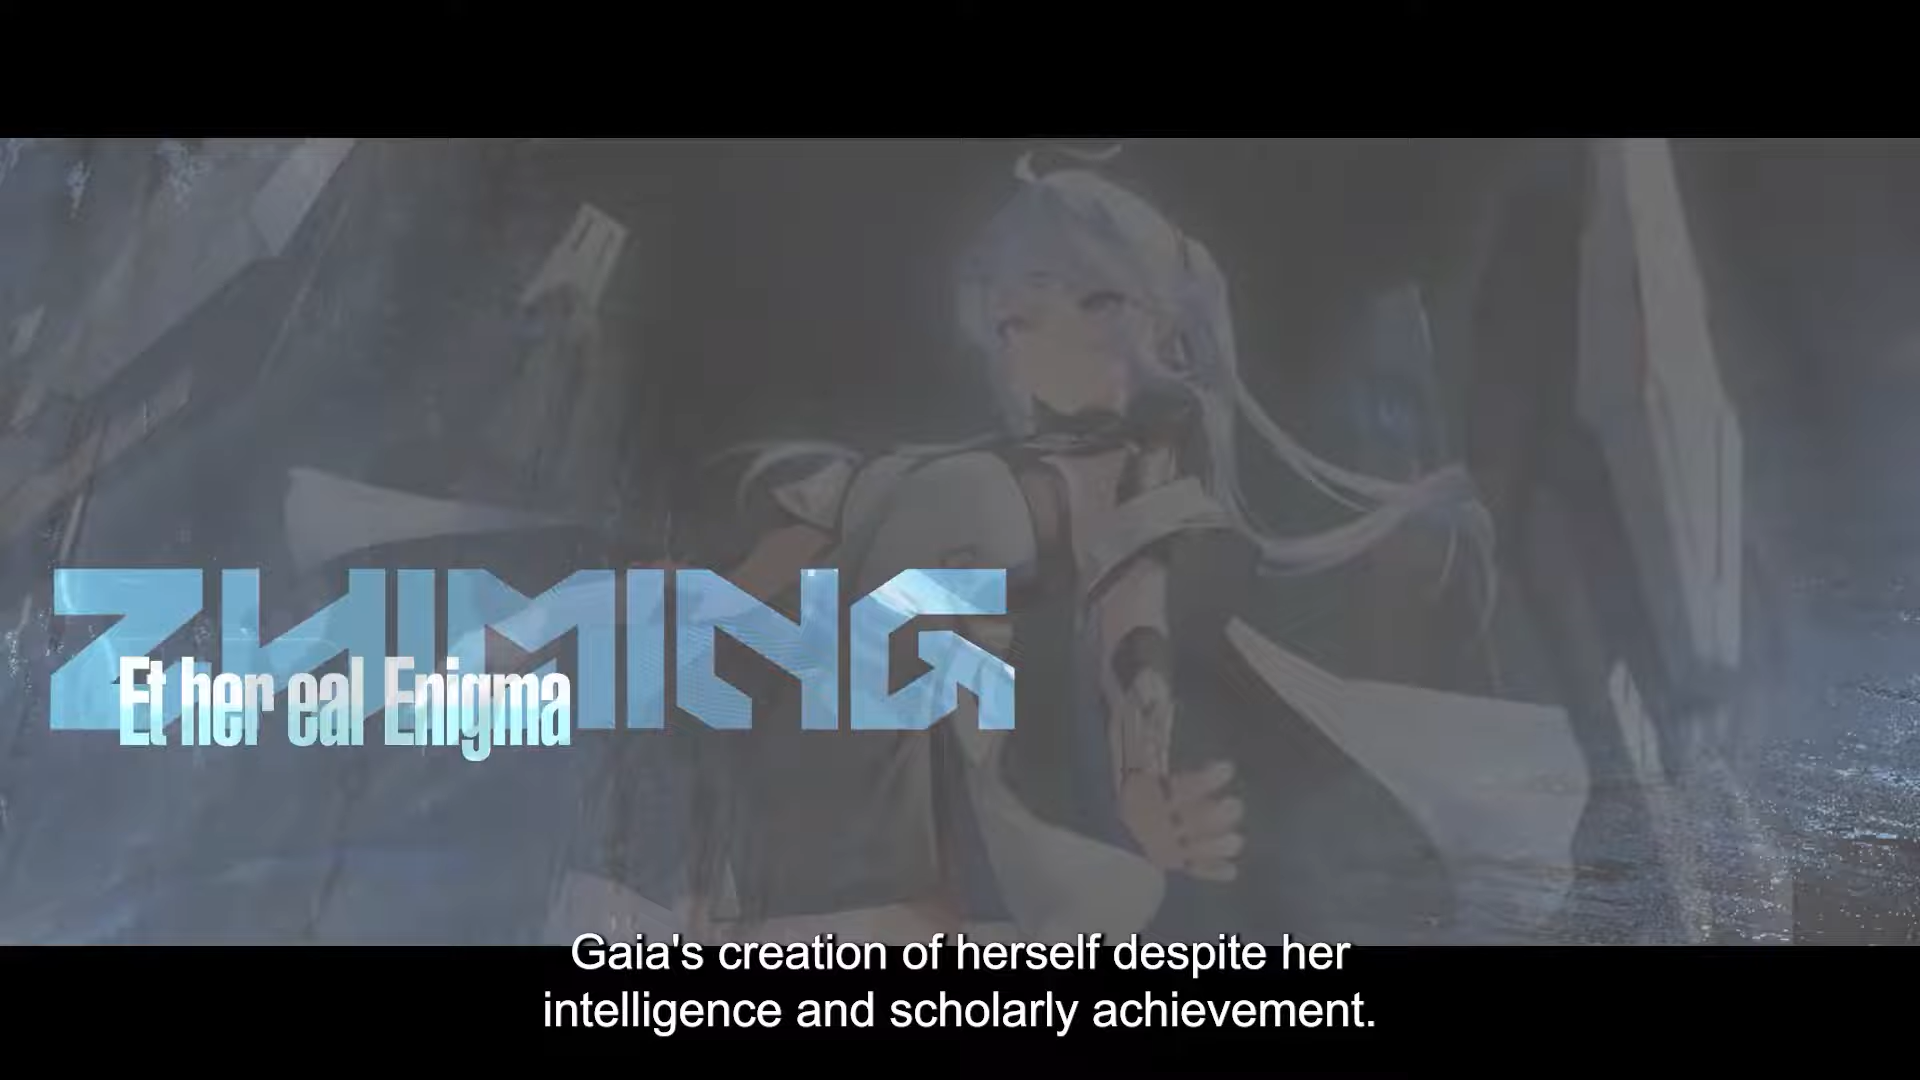 ZHIMING
Et her eal Enigma
Gaia's creation of herself despite her
intelligence and scholarly achievement.